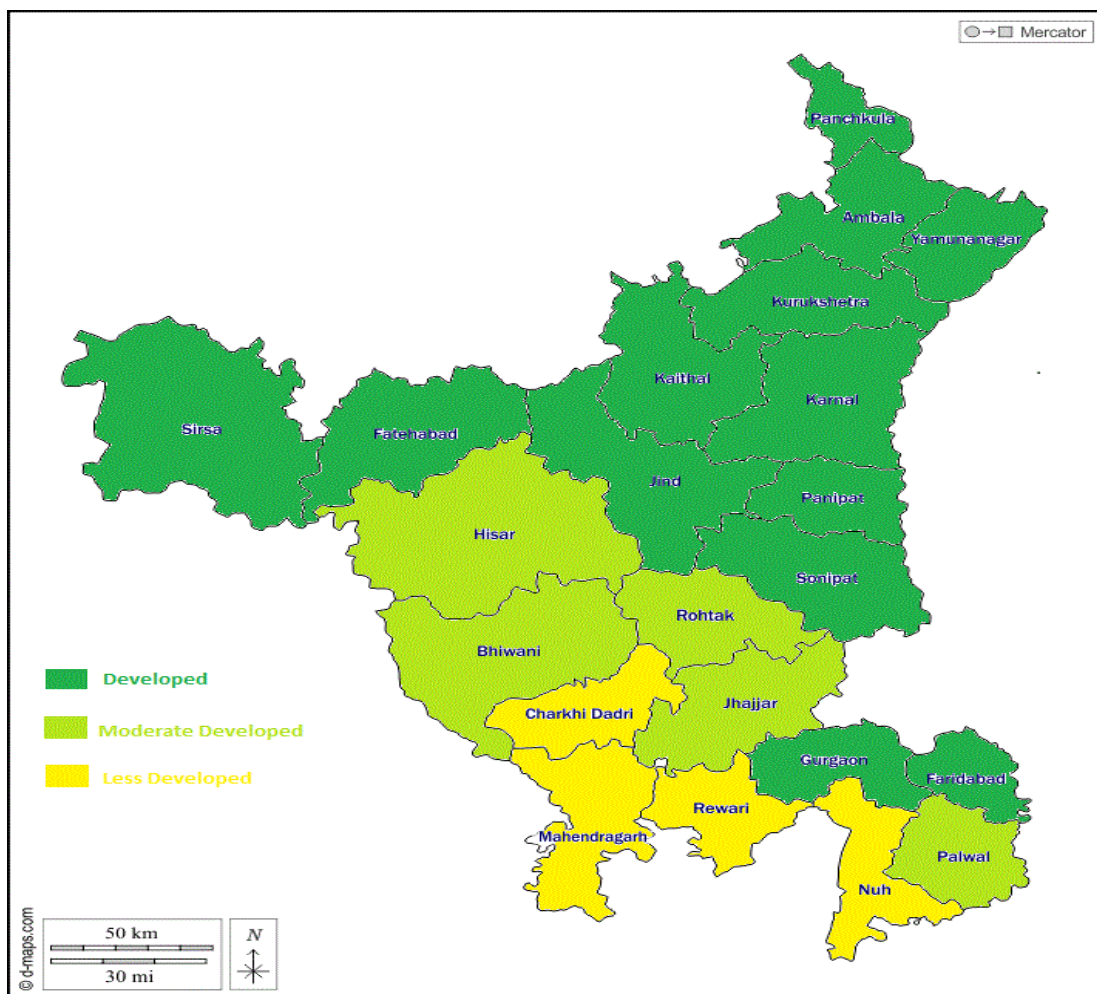 Mercator
Panchkula
Ambala
Yamunanagar
Kurukshetra
Kaithal
Karnal
Sirsa
Fatehabad
Jind
Panipat
Hisar
Sonipat
Rohtak
Bhiwani
Developed
Jhajjar
Charkhi Dadri
Moderate Developed
Gurgaon
Less Developed
Faridabad
Rewari
Mahendragarh
Palwal
Nuh
50 km
30 mi
N
© d-maps.com